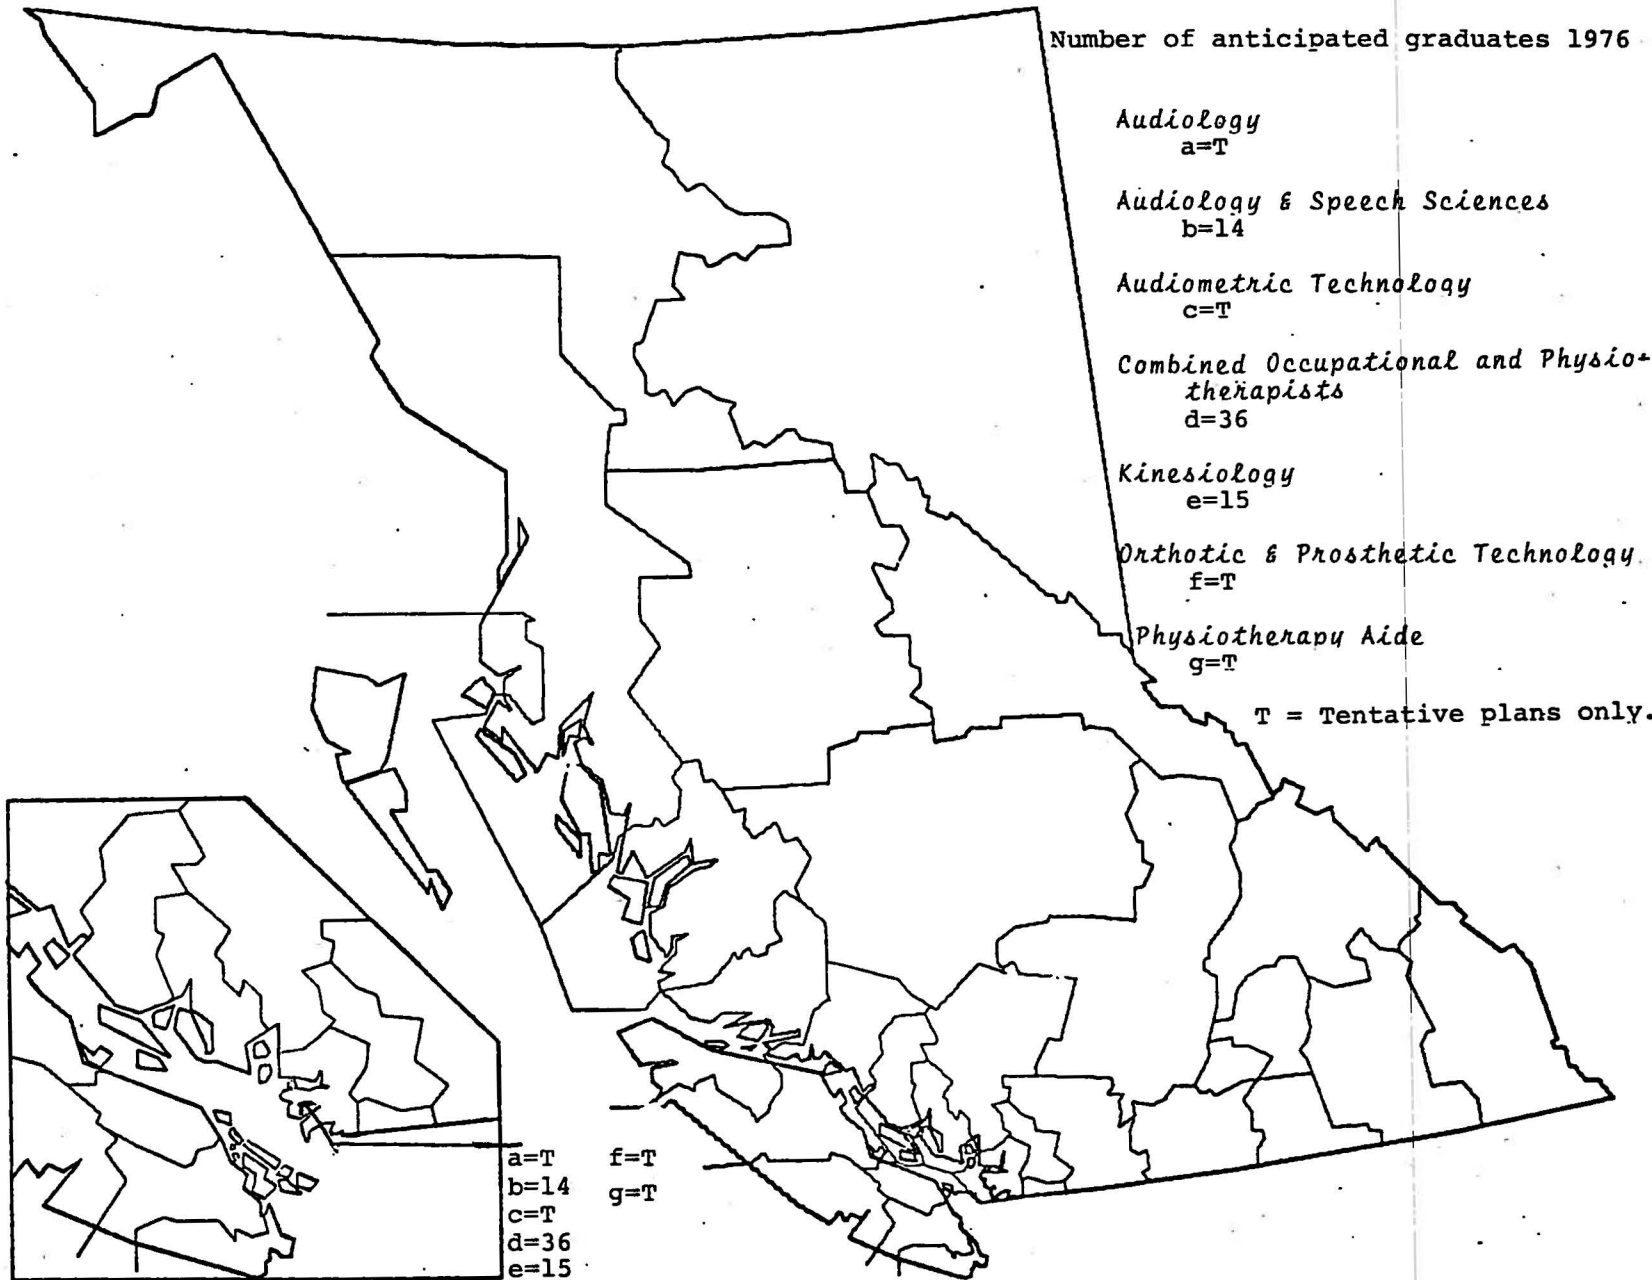 Number of anticipated graduates 1976
Audiology
a=T
Audiology & Speech Sciences
b=14
Audiometric Technology
c=T
Combined Occupational and Physio-
therapists
d=36
Kinesiology
e=15
Orthotic & Prosthetic Technology
f=T
Physiotherapy Aide
g=T
T = Tentative plans only.
a=T f=T
b=14 g=T
c=T
d=36
e=15